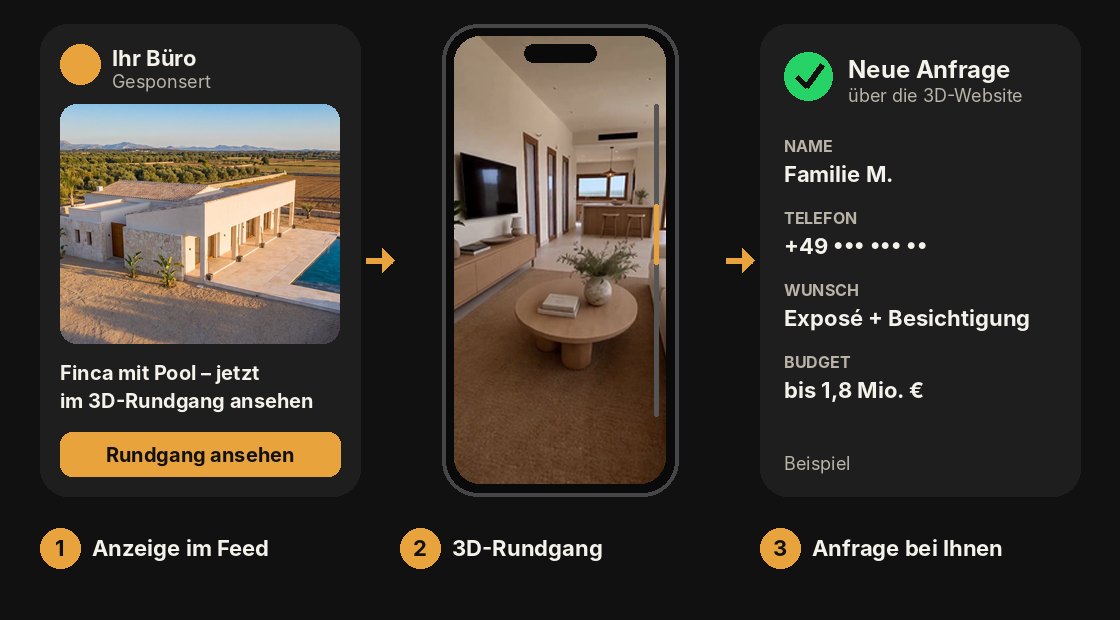 Ihr Büro
Gesponsert
Finca mit Pool – jetzt
im 3D-Rundgang ansehen
Rundgang ansehen
Neue Anfrage
über die 3D-Website
NAME
Familie M.
TELEFON
+49 ••• ••• ••
WUNSCH
Exposé + Besichtigung
BUDGET
bis 1,8 Mio. €
Beispiel
1 Anzeige im Feed
2 3D-Rundgang
3 Anfrage bei Ihnen